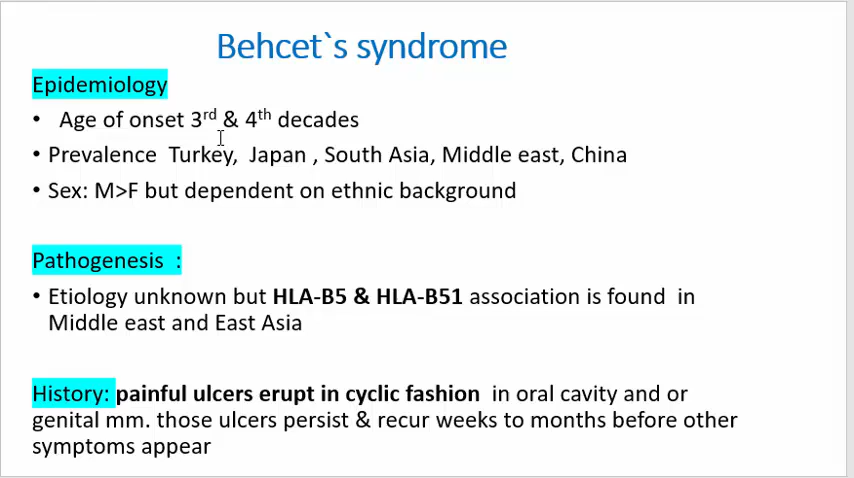 Behcet`s syndrome
Epidemiology
• Age of onset 3rd & 4th decades
• Prevalence Turkey, Japan , South Asia, Middle east, China
• Sex: M>F but dependent on ethnic background
Pathogenesis :
• Etiology unknown but HLA-B5 & HLA-B51 association is found in
Middle east and East Asia
History: painful ulcers erupt in cyclic fashion in oral cavity and or
genital mm. those ulcers persist & recur weeks to months before other
symptoms appear